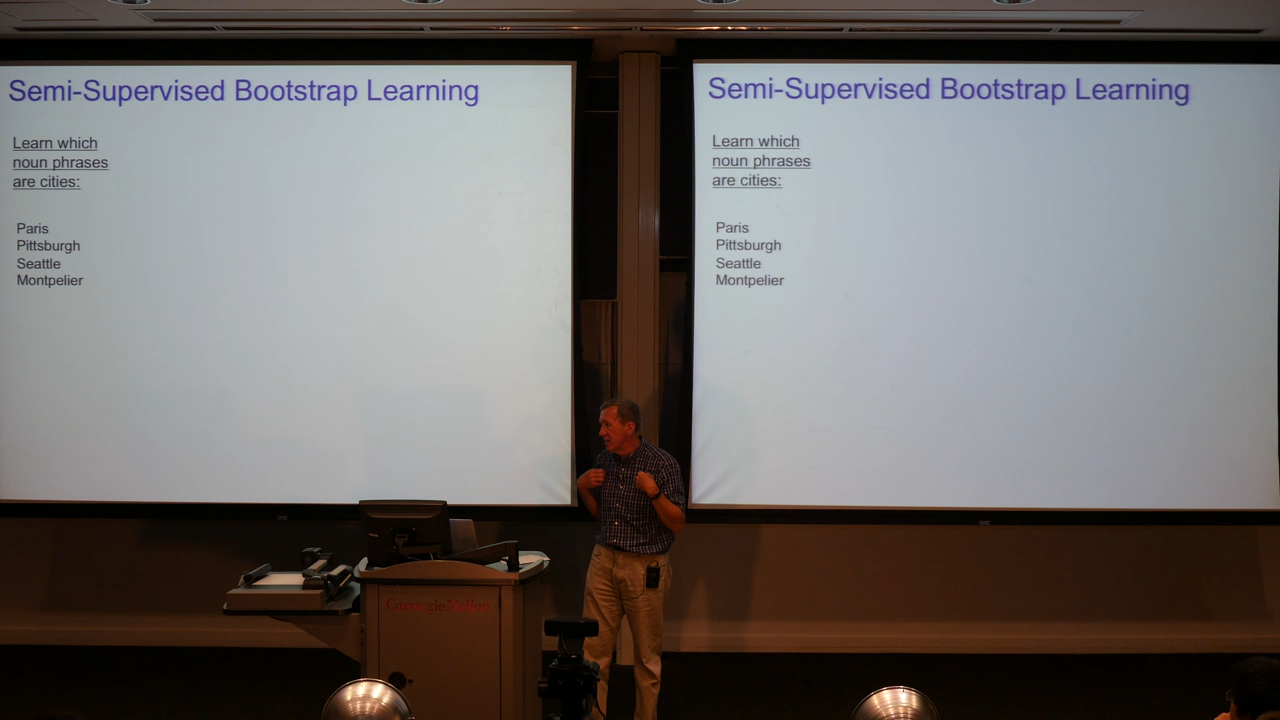 Semi-Supervised Bootstrap Learning
Learn which
noun phrases
are cities:
Paris
Pittsburgh
Seattle
Montpelier
Semi-Supervised Bootstrap Learning
Learn which
noun phrases
are cities:
Paris
Pittsburgh
Seattle
Montpelier
Carnegie Mellon